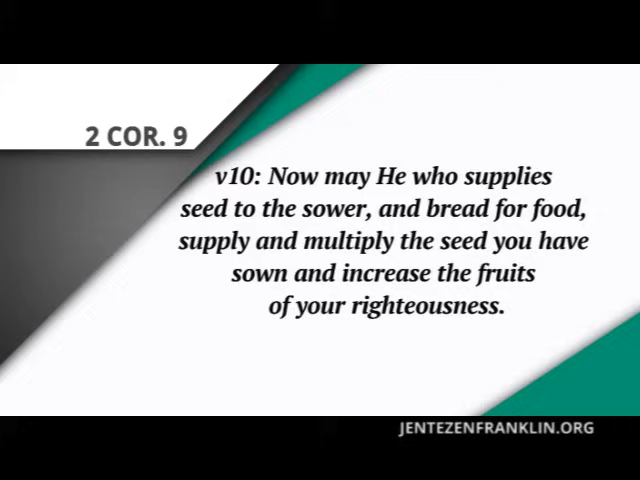 2 COR. 9
v10: Now may He who supplies
seed to the sower, and bread for food,
supply and multiply the seed you have
sown and increase the fruits
of your righteousness.
JENTEZENFRANKLIN.ORG